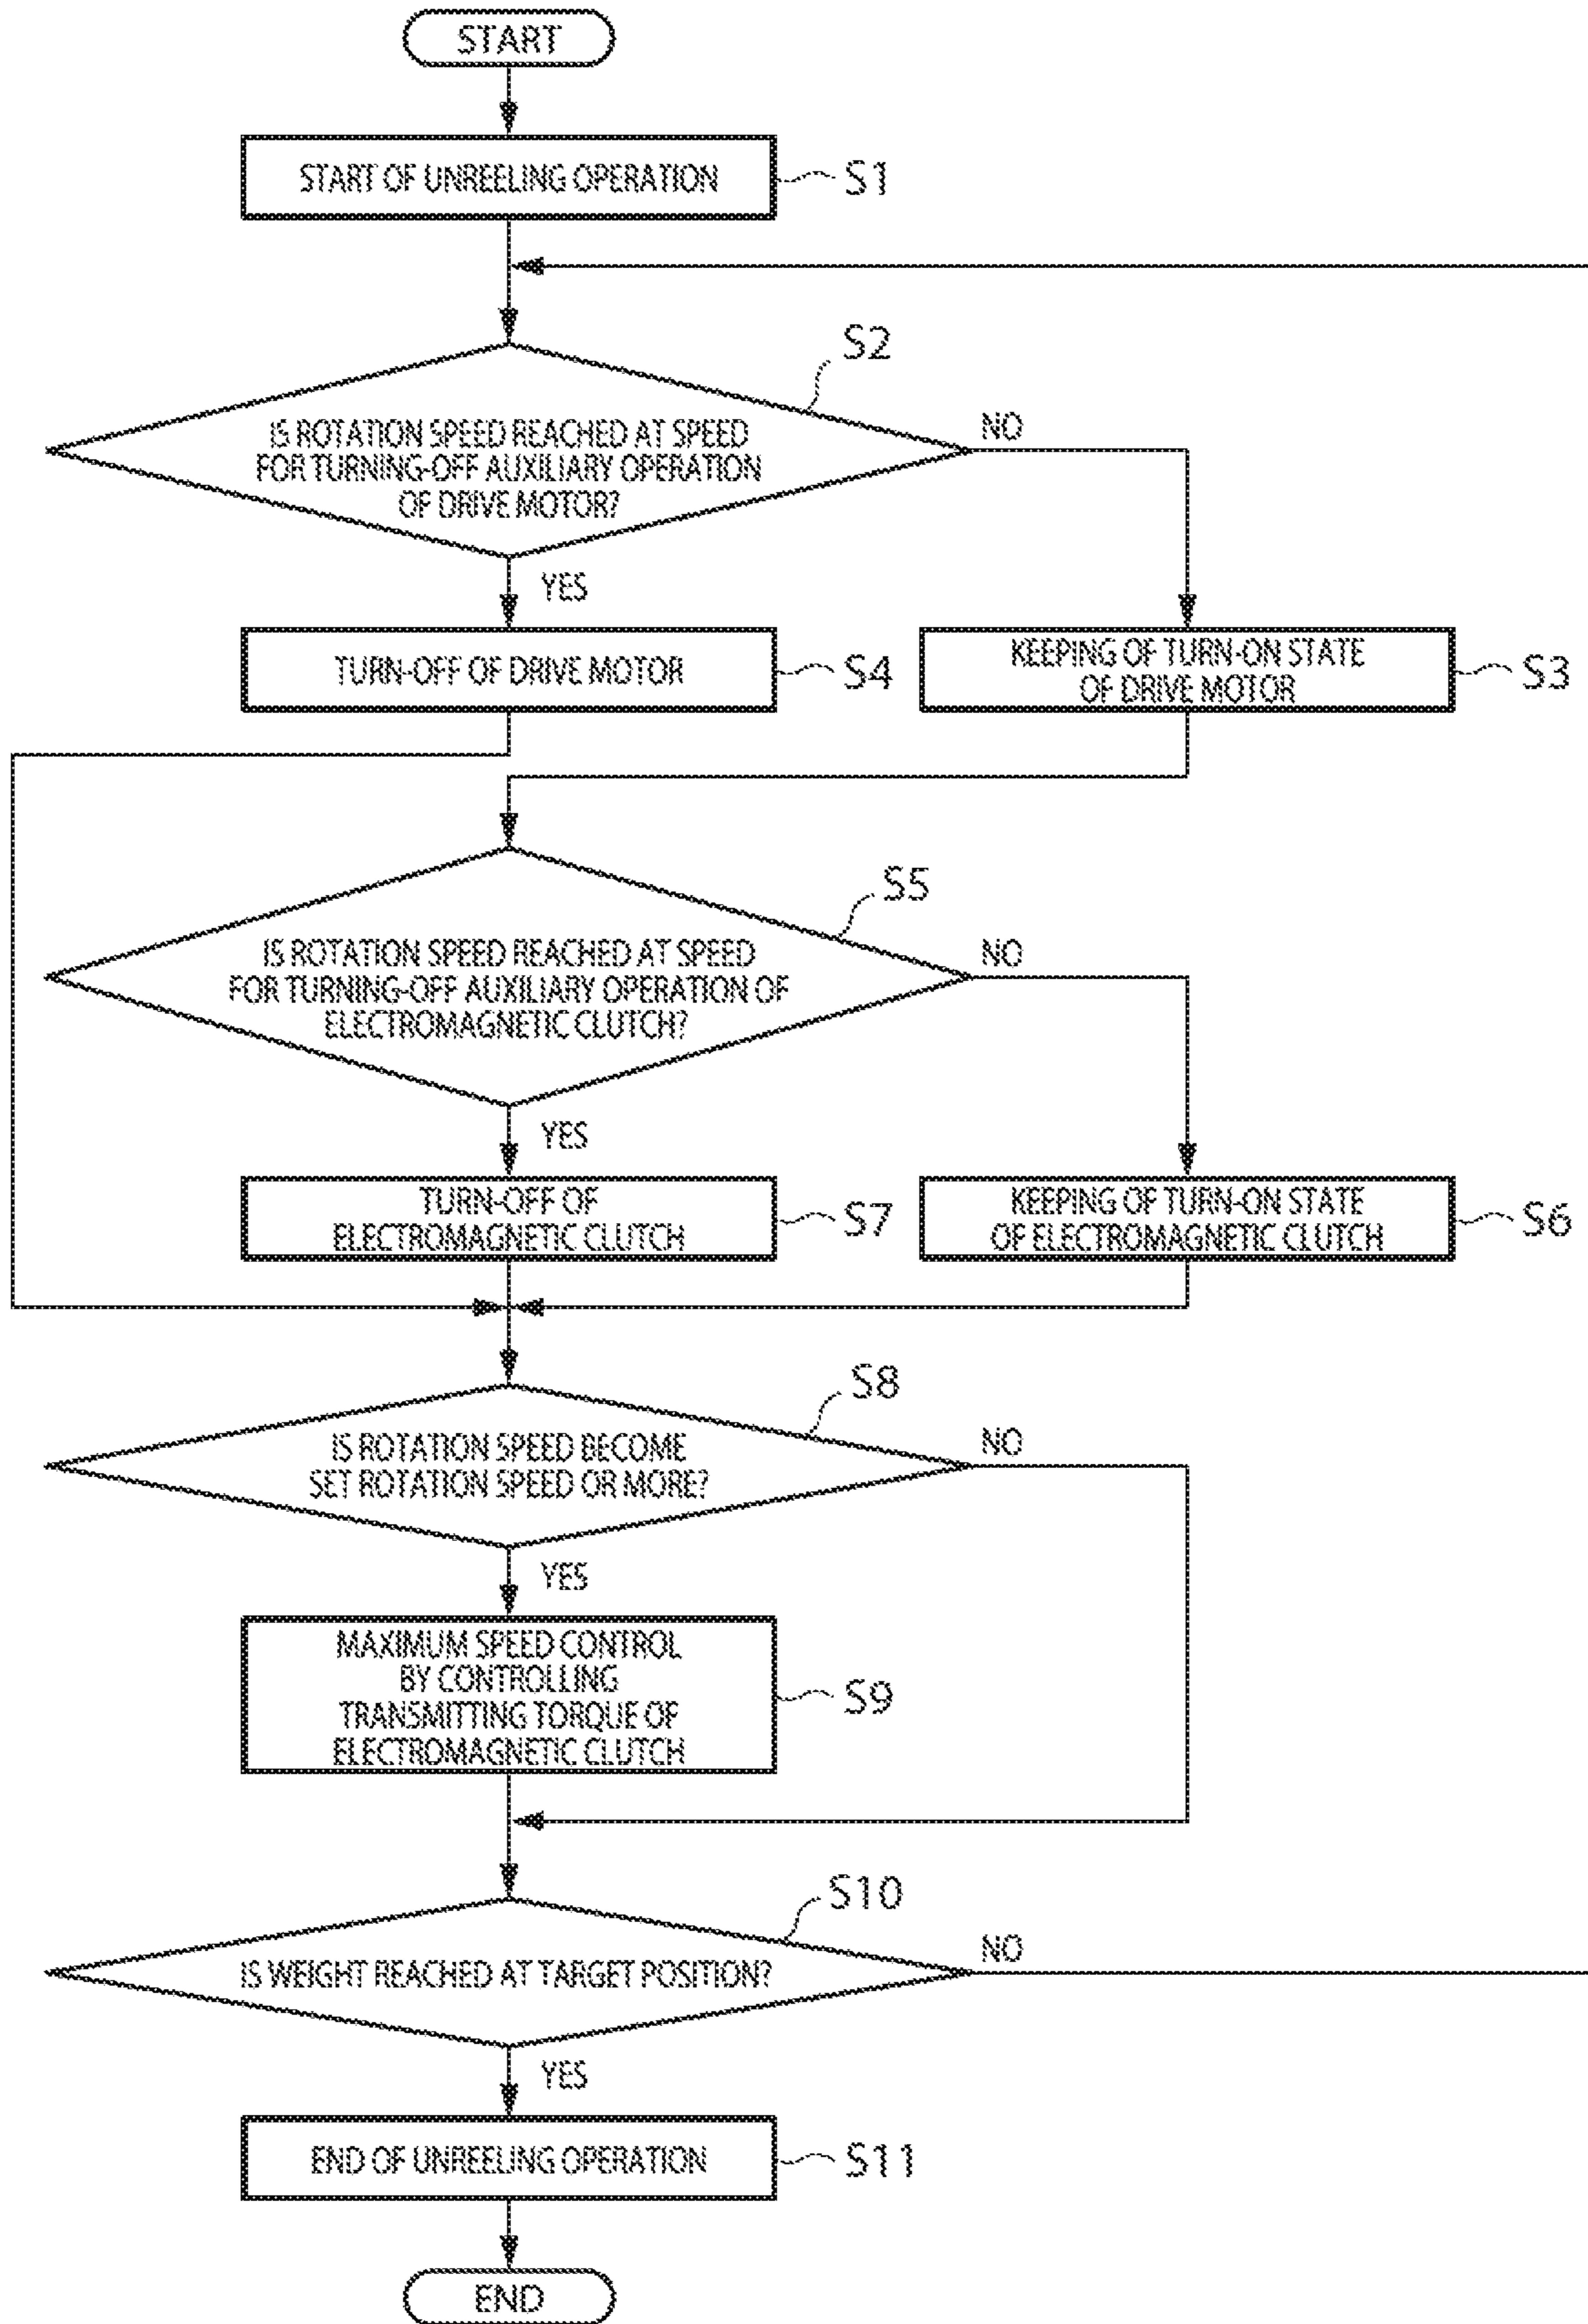 START
START OF UNREELING OPERATION
S1
S2
IS ROTATION SPEED REACHED AT SPEED
FOR TURNING-OFF AUXILIARY OPERATION
OF DRIVE MOTOR?
NO
YES
TURN-OFF OF DRIVE MOTOR
S4
KEEPING OF TURN-ON STATE
OF DRIVE MOTOR
S3
S5
IS ROTATION SPEED REACHED AT SPEED
FOR TURNING-OFF AUXILIARY OPERATION OF
ELECTROMAGNETIC CLUTCH?
NO
YES
TURN-OFF OF
ELECTROMAGNETIC CLUTCH
S7
KEEPING OF TURN-ON STATE
OF ELECTROMAGNETIC CLUTCH
S6
S8
IS ROTATION SPEED BECOME
SET ROTATION SPEED OR MORE?
NO
YES
MAXIMUM SPEED CONTROL
BY CONTROLLING
TRANSMITTING TORQUE OF
ELECTROMAGNETIC CLUTCH
S9
S10
IS WEIGHT REACHED AT TARGET POSITION?
NO
YES
END OF UNREELING OPERATION
S11
END